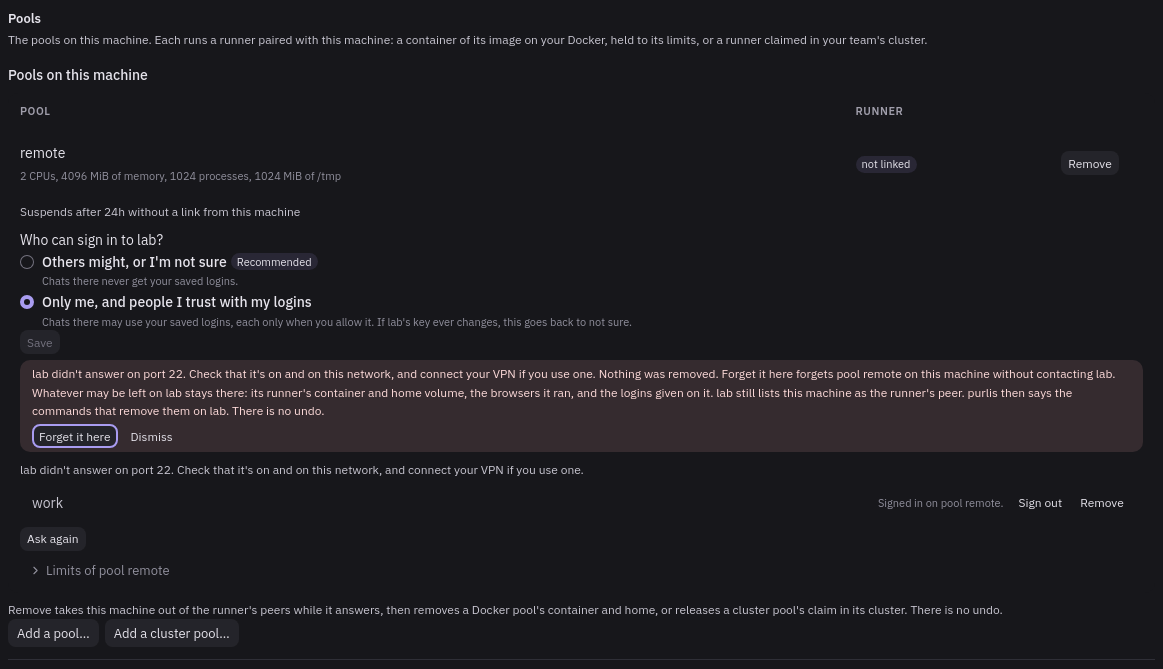 Pools
The pools on this machine. Each runs a runner paired with this machine: a container of its image on your Docker, held to its limits, or a runner claimed in your team's cluster.
Pools on this machine
POOL RUNNER
remote
2 CPUs, 4096 MiB of memory, 1024 processes, 1024 MiB of /tmp
not linked
Remove
Suspends after 24h without a link from this machine
Who can sign in to lab?
Others might, or I'm not sure Recommended
Chats there never get your saved logins.
Only me, and people I trust with my logins
Chats there may use your saved logins, each only when you allow it. If lab's key ever changes, this goes back to not sure.
Save
lab didn't answer on port 22. Check that it's on and on this network, and connect your VPN if you use one. Nothing was removed. Forget it here forgets pool remote on this machine without contacting lab.
Whatever may be left on lab stays there: its runner's container and home volume, the browsers it ran, and the logins given on it. lab still lists this machine as the runner's peer. purlis then says the
commands that remove them on lab. There is no undo.
Forget it here Dismiss
lab didn't answer on port 22. Check that it's on and on this network, and connect your VPN if you use one.
work Signed in on pool remote. Sign out Remove
Ask again
Limits of pool remote
Remove takes this machine out of the runner's peers while it answers, then removes a Docker pool's container and home, or releases a cluster pool's claim in its cluster. There is no undo.
Add a pool... Add a cluster pool...